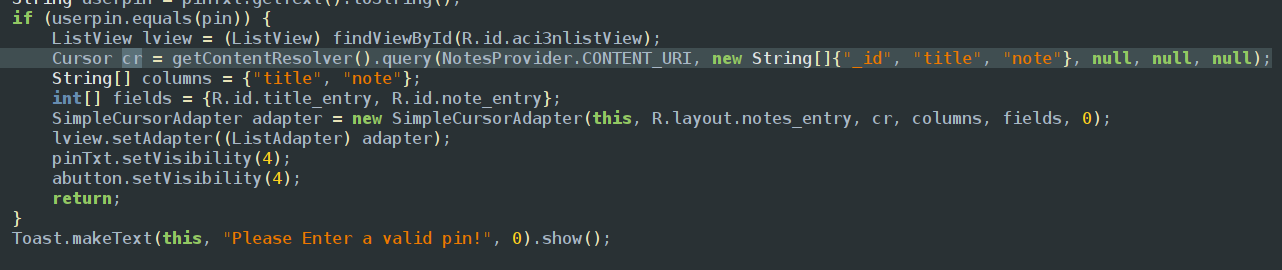 String userpin = pinTxt.getText().toString();
if (userpin.equals(pin)) {
    ListView lview = (ListView) findViewById(R.id.aci3nlistView);
    Cursor cr = getContentResolver().query(NotesProvider.CONTENT_URI, new String[]{"_id", "title", "note"}, null, null, null);
    String[] columns = {"title", "note"};
    int[] fields = {R.id.title_entry, R.id.note_entry};
    SimpleCursorAdapter adapter = new SimpleCursorAdapter(this, R.layout.notes_entry, cr, columns, fields, 0);
    lview.setAdapter((ListAdapter) adapter);
    pinTxt.setVisibility(4);
    abutton.setVisibility(4);
    return;
}
Toast.makeText(this, "Please Enter a valid pin!", 0).show();